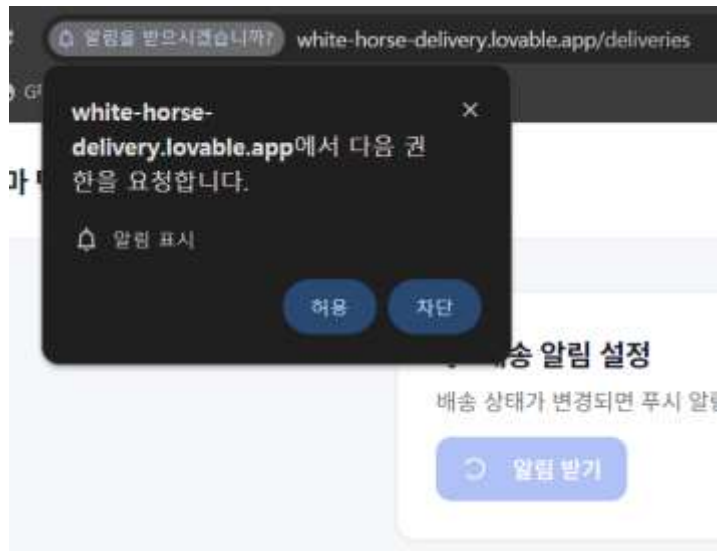 알림을 받으시겠습니까? white-horse-delivery.lovable.app/deliveries
white-horse-
delivery.lovable.app에서 다음 권
한을 요청합니다.
알림 표시
허용 차단
송 알림 설정
배송 상태가 변경되면 푸시 알림
알림 받기